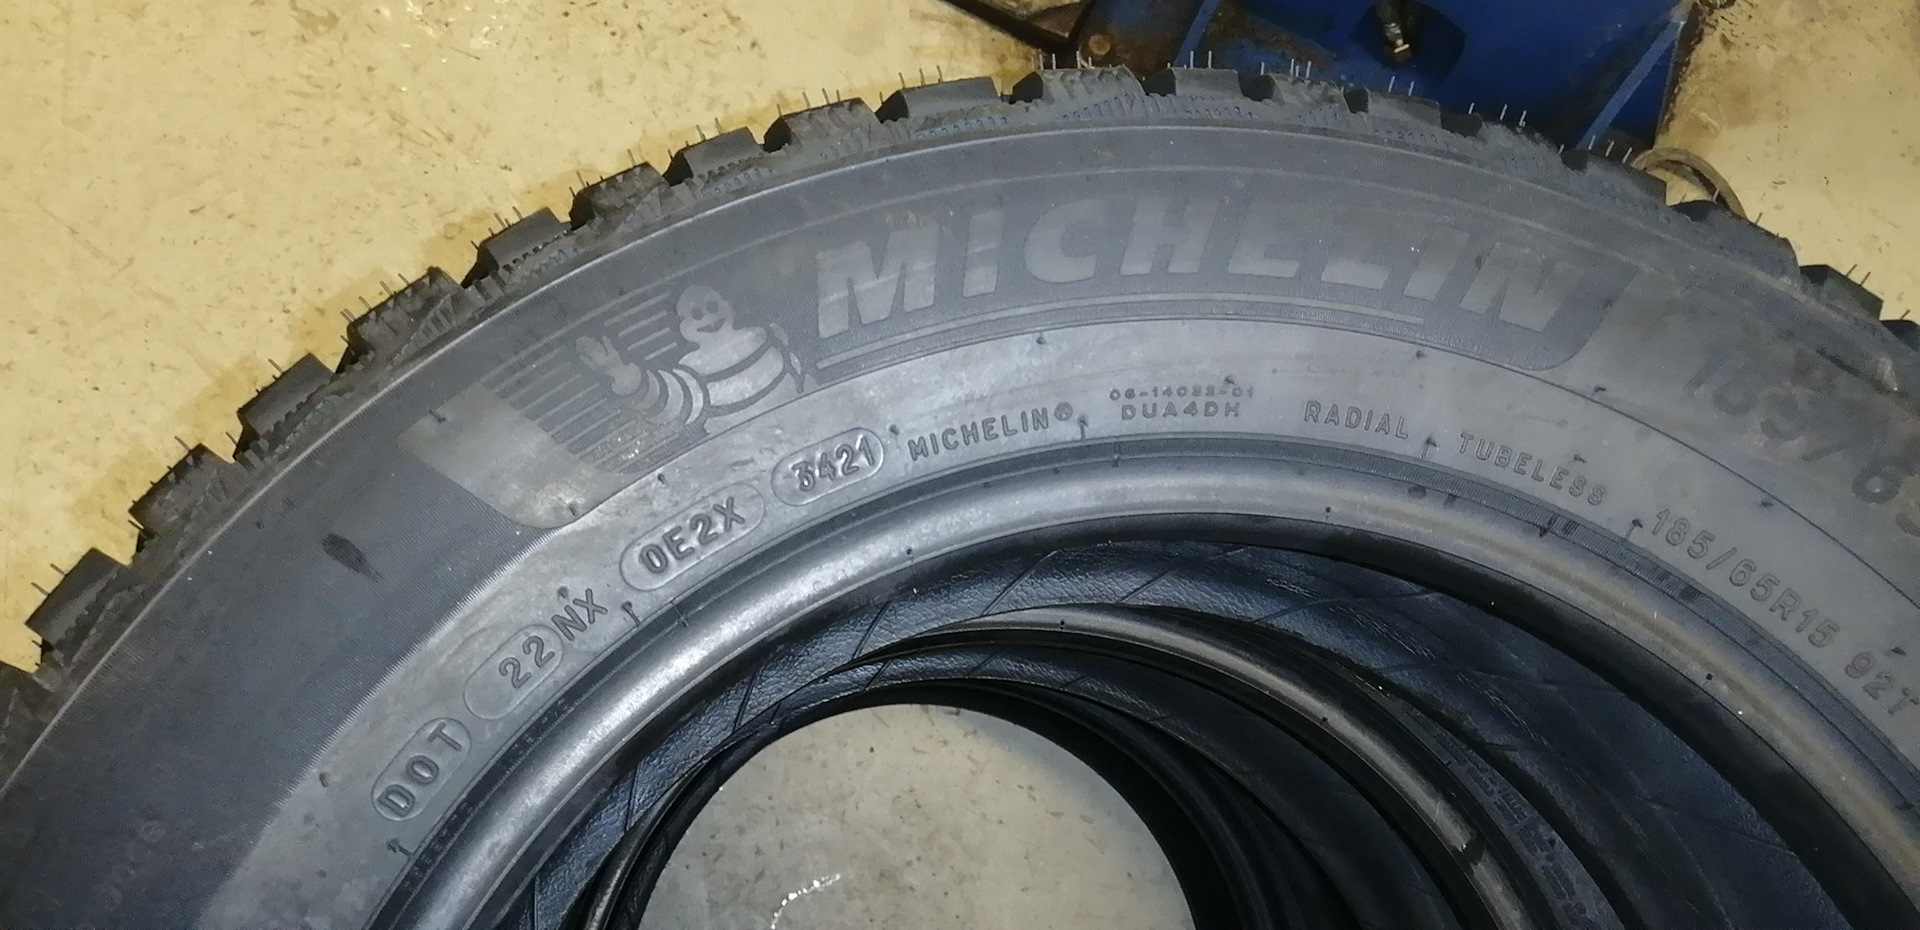 MICHELIN
DOT 22NX 0E2X 3421 MICHELIN®
DUA4DH
RADIAL TUBELESS 185/65R15 92T